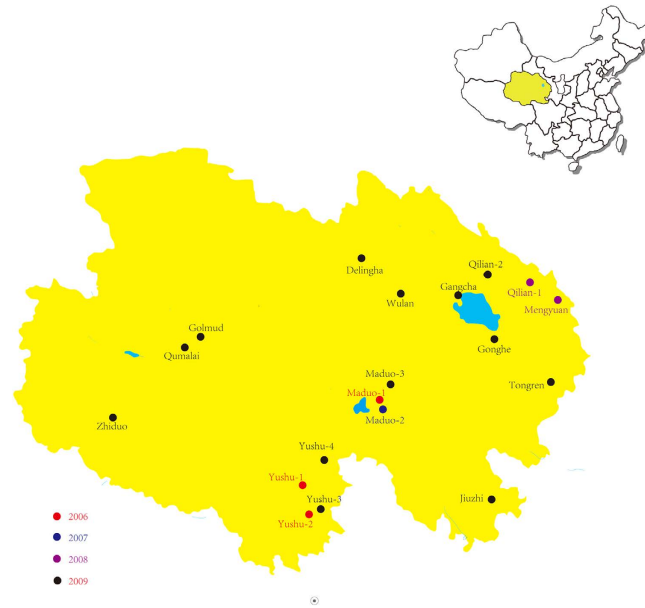 Qilian-2
Delingha
Gangcha
Qilian-1
Wulan
Mengyuan
Golmud
Gonghe
Qumalai
Maduo-3
Tongren
Maduo-1
Zhiduo
Maduo-2
Yushu-4
Yushu-1
Yushu-3
Jiuzhi
Yushu-2
2006
2007
2008
2009